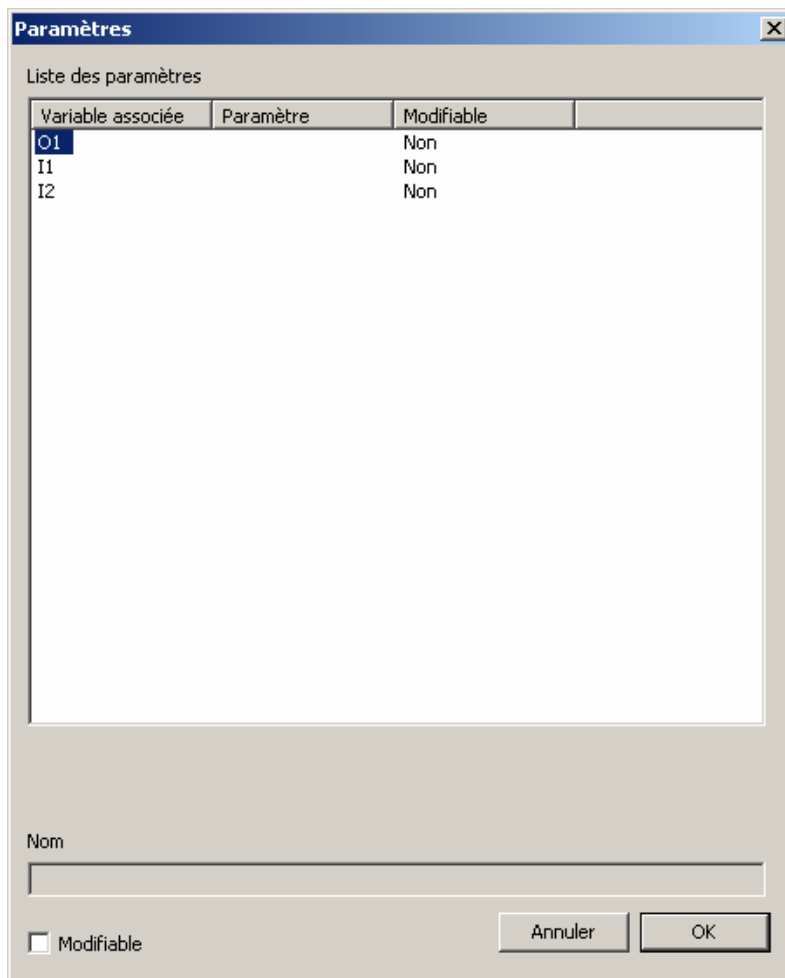 Paramètres
Liste des paramètres
Variable associée Paramètre Modifiable
O1 Non
I1 Non
I2 Non
Nom
Modifiable
Annuler OK